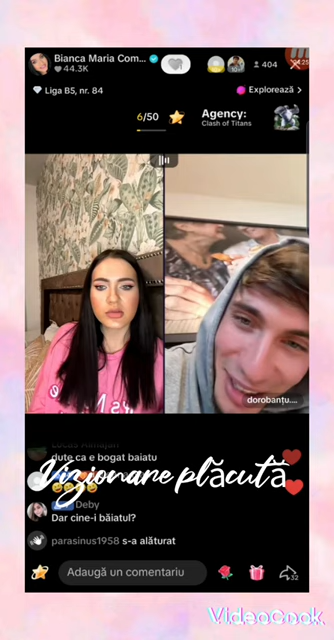 Bianca Maria Com...
44.3K
404
Liga B5, nr. 84
Explorează >
6/50
Agency:
Clash of Titans
dorobanțu....
dute ca e bogat baiatu
Vizionare plăcută
Deby
Dar cine-i băiatul?
parasinus1958 s-a alăturat
Adaugă un comentariu
32
VideoCook